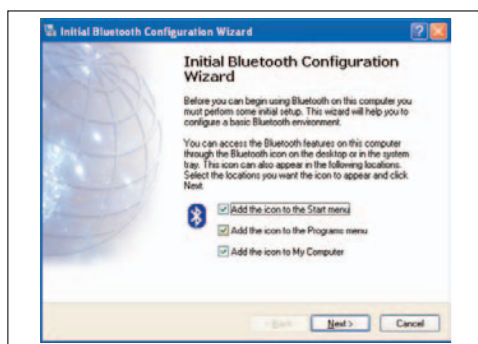 Initial Bluetooth Configuration Wizard
Initial Bluetooth Configuration
Wizard
Before you can begin using Bluetooth on this computer you
must perform some initial setup. This wizard will help you to
configure a basic Bluetooth environment.
You can access the Bluetooth features on this computer
through the Bluetooth icon on the desktop or in the system
tray. This icon can also appear in the following locations.
Select the locations you want the icon to appear and click
Next
Add the icon to the Start menu
Add the icon to the Programs menu
Add the icon to My Computer
< Back Next > Cancel